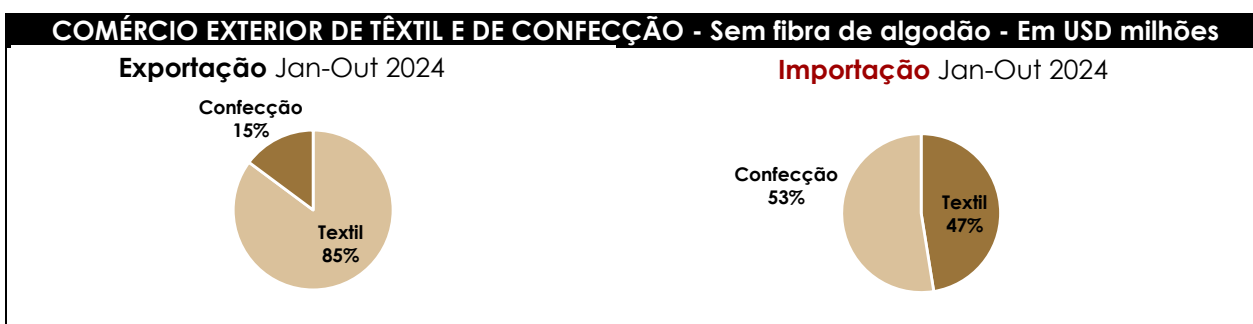 COMÉRCIO EXTERIOR DE TÊXTIL E DE CONFECÇÃO - Sem fibra de algodão - Em USD milhões
Exportação Jan-Out 2024
Confecção
15%
Textil
85%
Importação Jan-Out 2024
Confecção
53%
Textil
47%